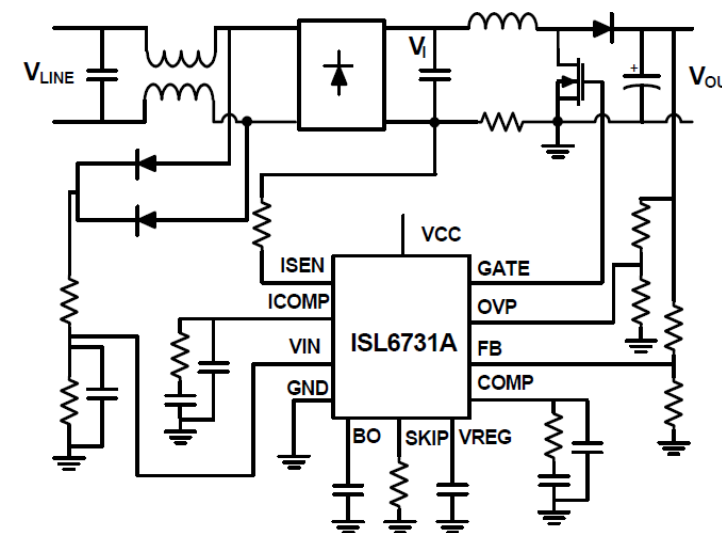 VI
VLINE
VOU
VCC
ISEN
GATE
ICOMP
OVP
ISL6731A
VIN
FB
GND
COMP
BO
SKIP
VREG
+